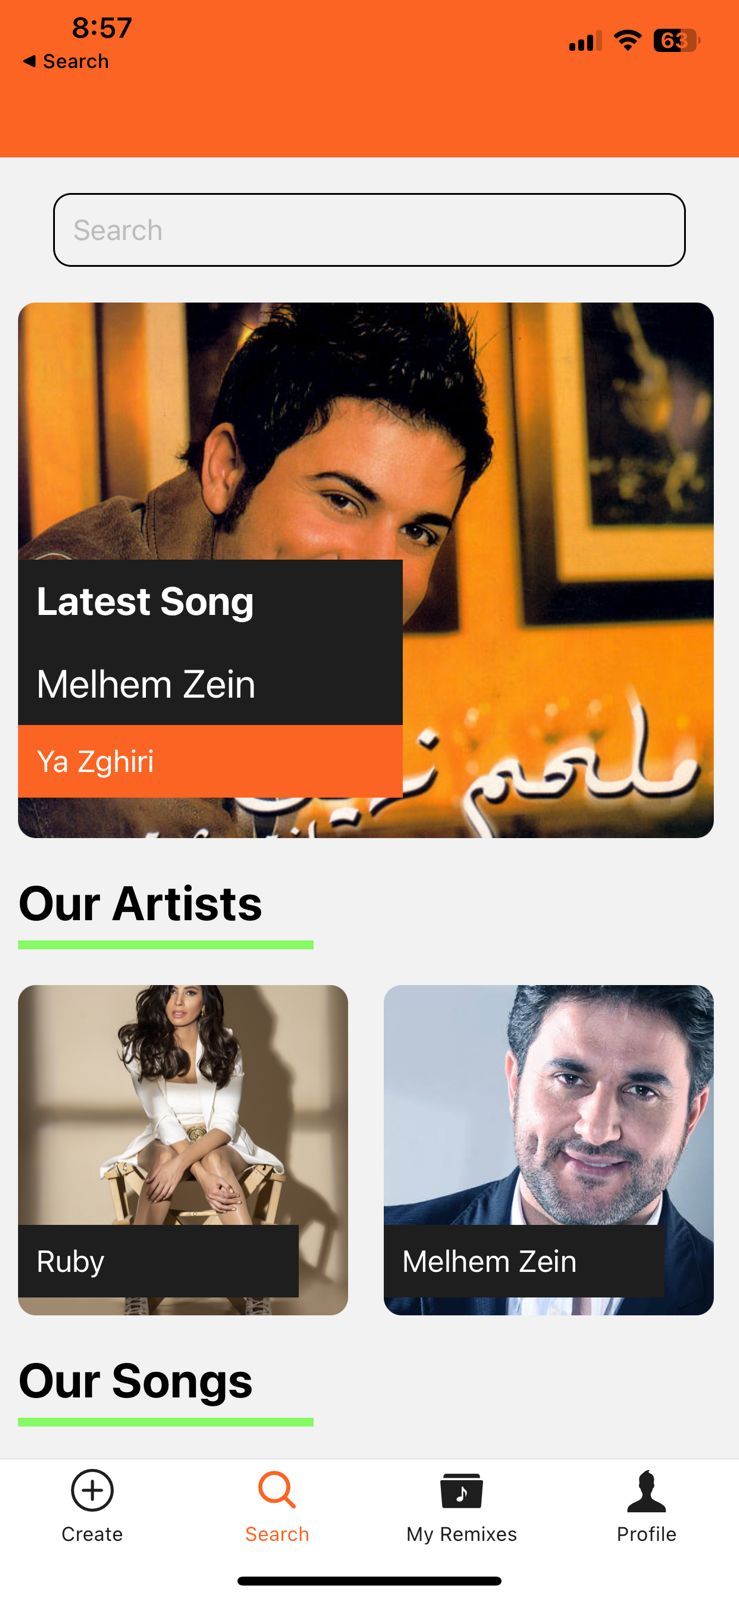 8:57
◀ Search
63
Search
Latest Song
Melhem Zein
Ya Zghiri
ملحم زين
Our Artists
Ruby
Melhem Zein
Our Songs
Create
Search
My Remixes
Profile